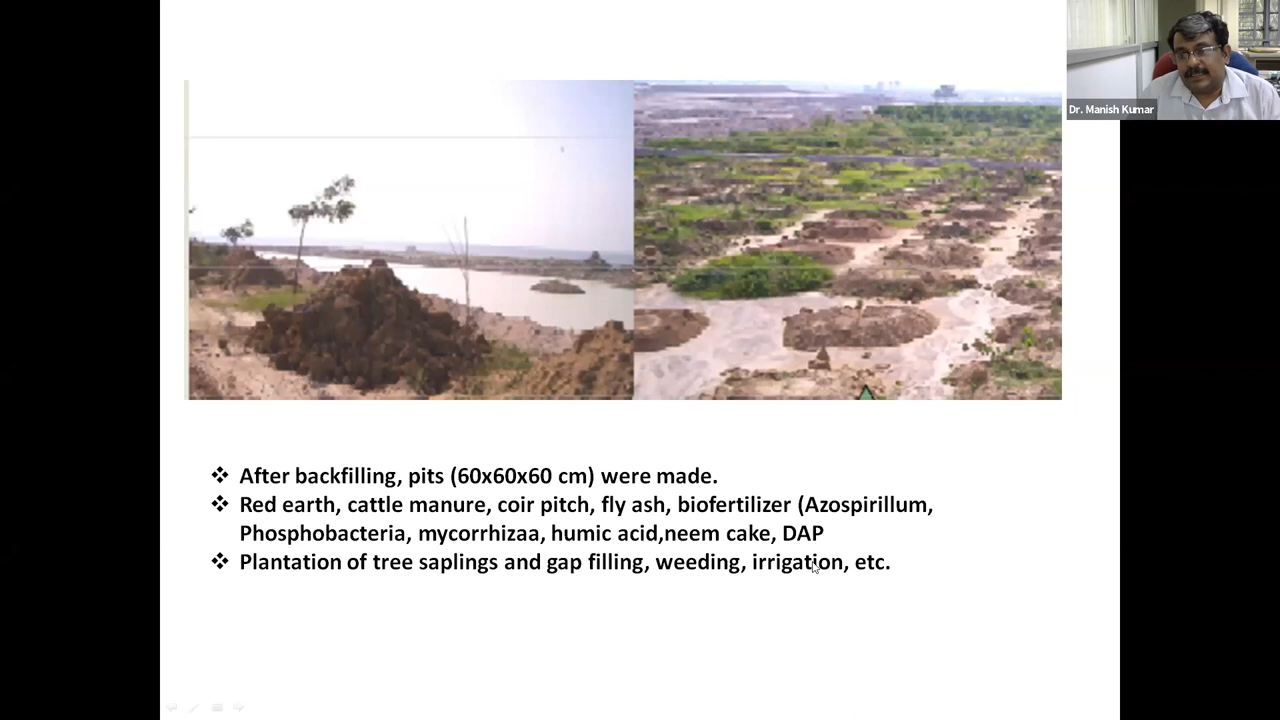 Dr. Manish Kumar
❖ After backfilling, pits (60x60x60 cm) were made.
❖ Red earth, cattle manure, coir pitch, fly ash, biofertilizer (Azospirillum,
Phosphobacteria, mycorrhizaa, humic acid,neem cake, DAP
❖ Plantation of tree saplings and gap filling, weeding, irrigation, etc.